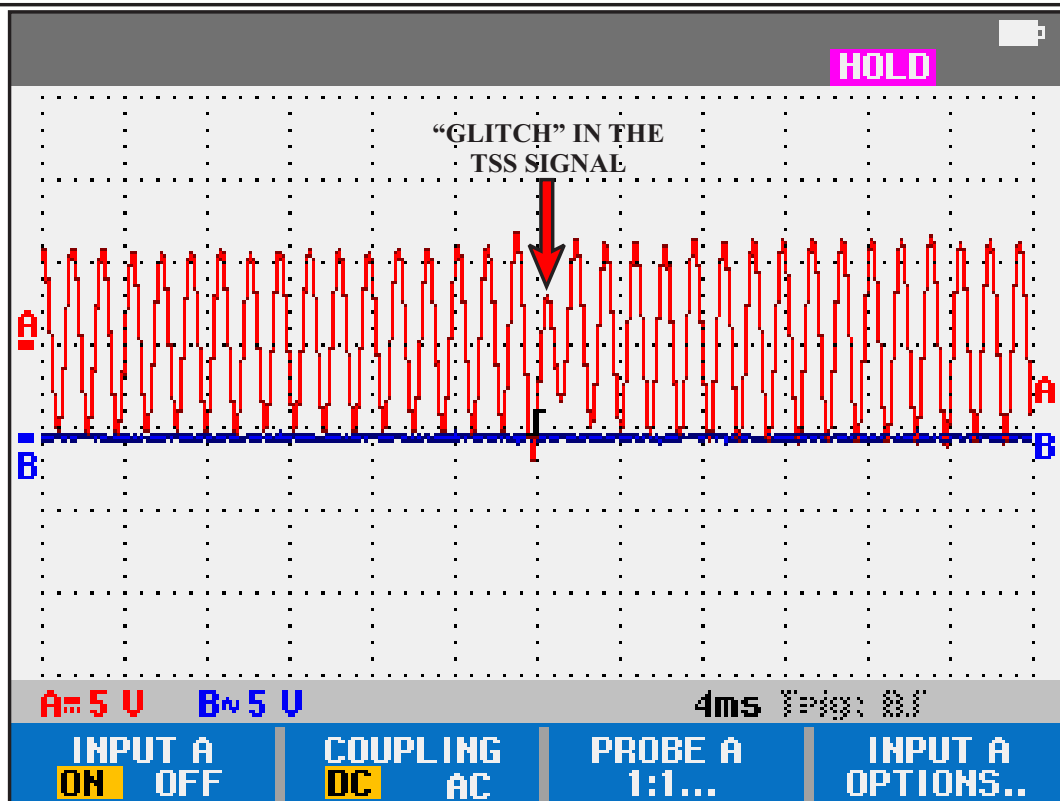 HOLD
“GLITCH” IN THE
TSS SIGNAL
A
A
B
B
A 5 V B~ 5 V 4ms
INPUT A COUPLING PROBE A INPUT A
ON OFF DC AC 1:1... OPTIONS..